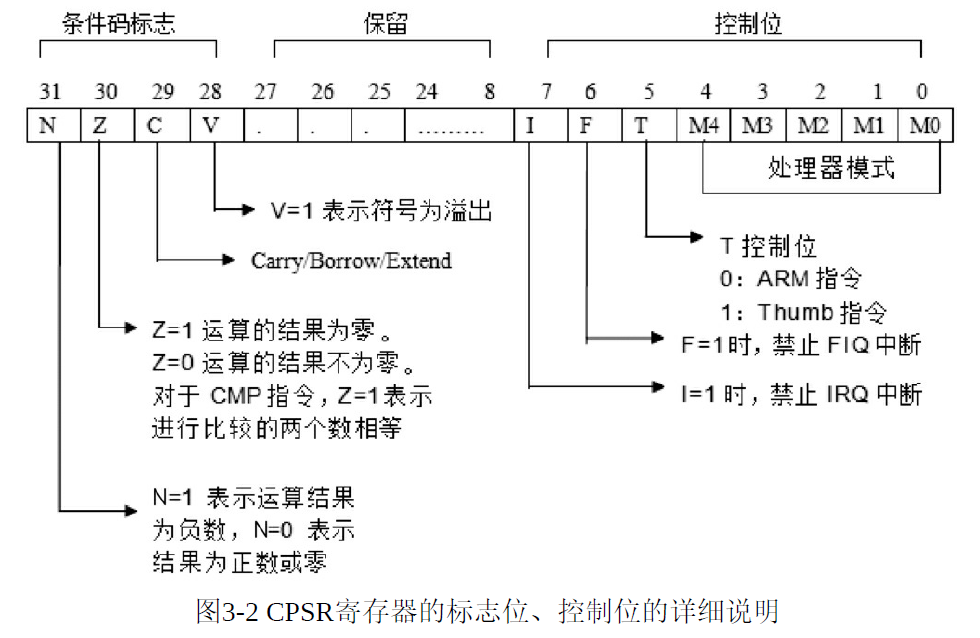 条件码标志 保留 控制位
31 30 29 28 27 26 25 24 8 7 6 5 4 3 2 1 0
N Z C V . . . ......... I F T M4 M3 M2 M1 M0
处理器模式
V=1 表示符号为溢出
Carry/Borrow/Extend
T 控制位
0：ARM 指令
1：Thumb 指令
F=1时，禁止 FIQ 中断
I=1 时，禁止 IRQ 中断
Z=1 运算的结果为零。
Z=0 运算的结果不为零。
对于 CMP 指令，Z=1表示
进行比较的两个数相等
N=1 表示运算结果
为负数，N=0 表示
结果为正数或零
图3-2 CPSR寄存器的标志位、控制位的详细说明